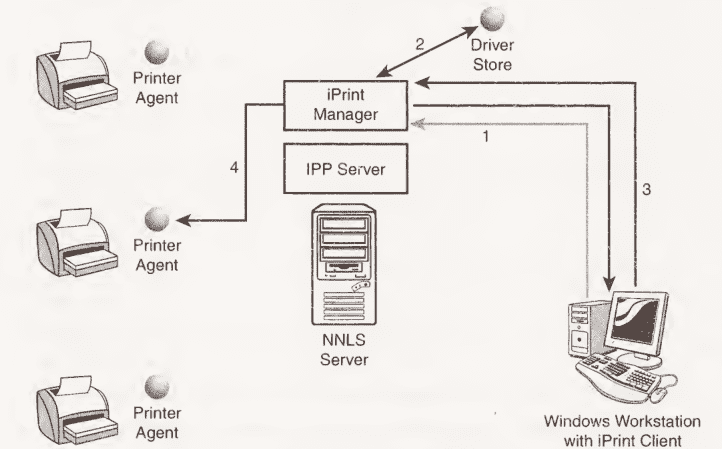 2
Driver
Store
Printer
Agent
iPrint
Manager
1
IPP Server
4
3
Printer
Agent
NNLS
Server
Printer
Agent
Windows Workstation
with iPrint Client